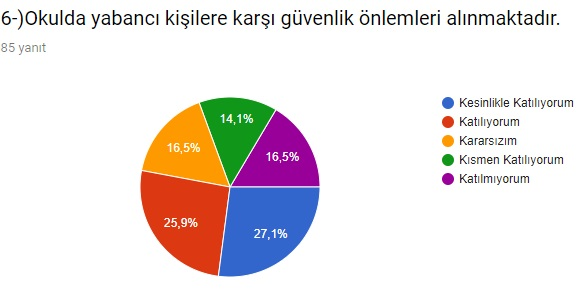 6-)Okulda yabancı kişilere karşı güvenlik önlemleri alınmaktadır.
85 yanıt
Kesinlikle Katılıyorum
Katılıyorum
Kararsızım
Kısmen Katılıyorum
Katılmıyorum
14,1%
16,5%
16,5%
25,9%
27,1%